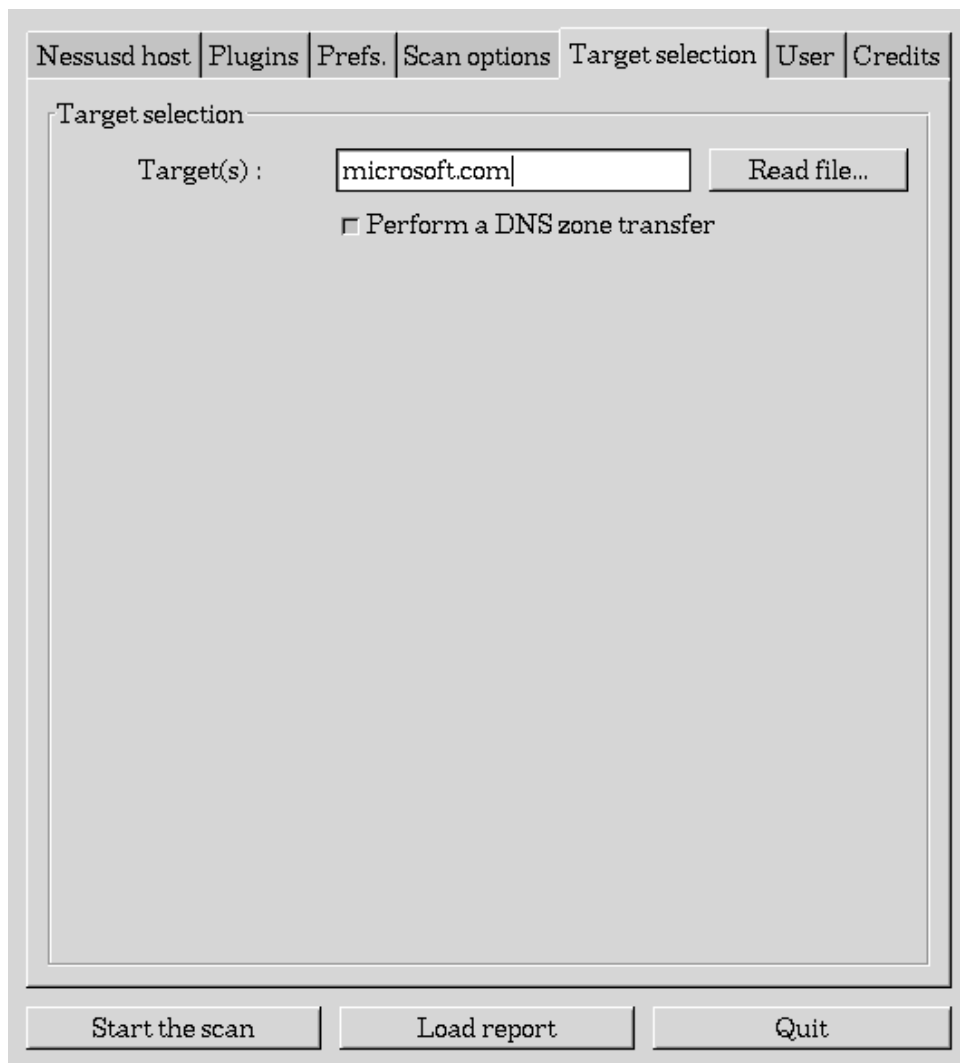 Nessusd host Plugins Prefs. Scan options Target selection User Credits
Target selection
Target(s) : microsoft.com Read file...
Perform a DNS zone transfer
Start the scan Load report Quit